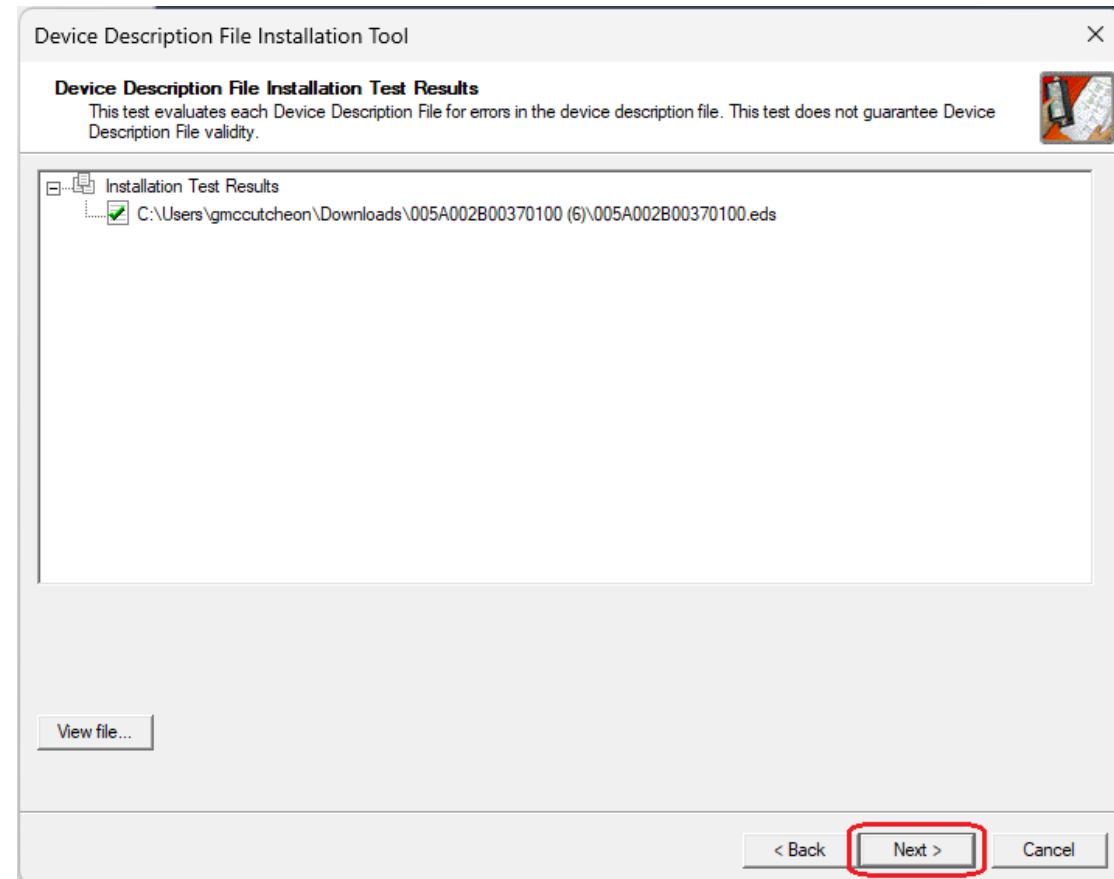 Device Description File Installation Tool
Device Description File Installation Test Results
This test evaluates each Device Description File for errors in the device description file. This test does not guarantee Device
Description File validity.
Installation Test Results
C:\Users\gmccutcheon\Downloads\005A002B00370100 (6)\005A002B00370100.eds
View file...
< Back
Next >
Cancel